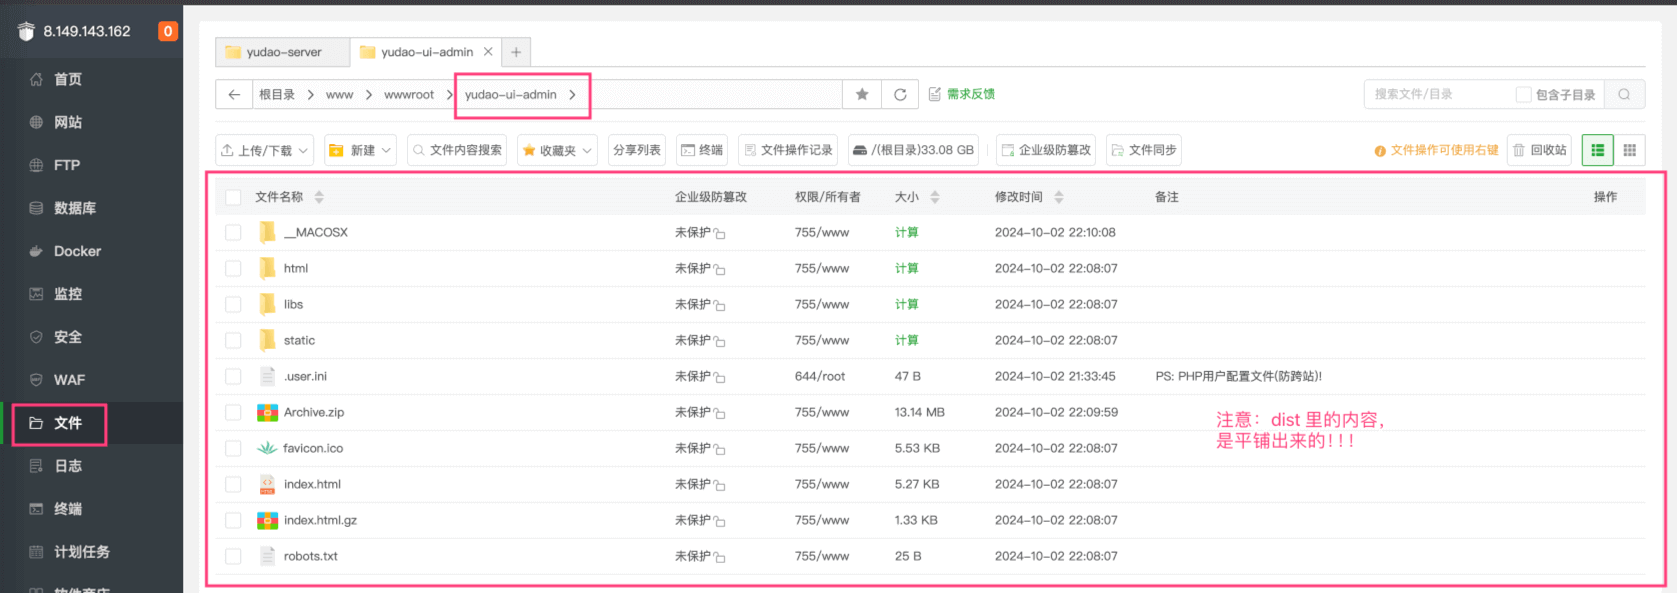 8.149.143.162 0
首页
网站
FTP
数据库
Docker
监控
安全
WAF
文件
日志
终端
计划任务
软件商店
yudao-server yudao-ui-admin
根目录 www wwwroot yudao-ui-admin 需求反馈 搜索文件/目录 包含子目录
上传/下载 新建 文件内容搜索 收藏夹 分享列表 终端 文件操作记录 /(根目录)33.08 GB 企业级防篡改 文件同步 文件操作可使用右键 回收站
文件名称 企业级防篡改 权限/所有者 大小 修改时间 备注 操作
__MACOSX 未保护 755/www 计算 2024-10-02 22:10:08
html 未保护 755/www 计算 2024-10-02 22:08:07
libs 未保护 755/www 计算 2024-10-02 22:08:07
static 未保护 755/www 计算 2024-10-02 22:08:07
.user.ini 未保护 644/root 47 B 2024-10-02 21:33:45 PS: PHP用户配置文件(防跨站)!
Archive.zip 未保护 755/www 13.14 MB 2024-10-02 22:09:59
favicon.ico 未保护 755/www 5.53 KB 2024-10-02 22:08:07
index.html 未保护 755/www 5.27 KB 2024-10-02 22:08:07
index.html.gz 未保护 755/www 1.33 KB 2024-10-02 22:08:07
robots.txt 未保护 755/www 25 B 2024-10-02 22:08:07
注意：dist 里的内容，
是平铺出来的！！！